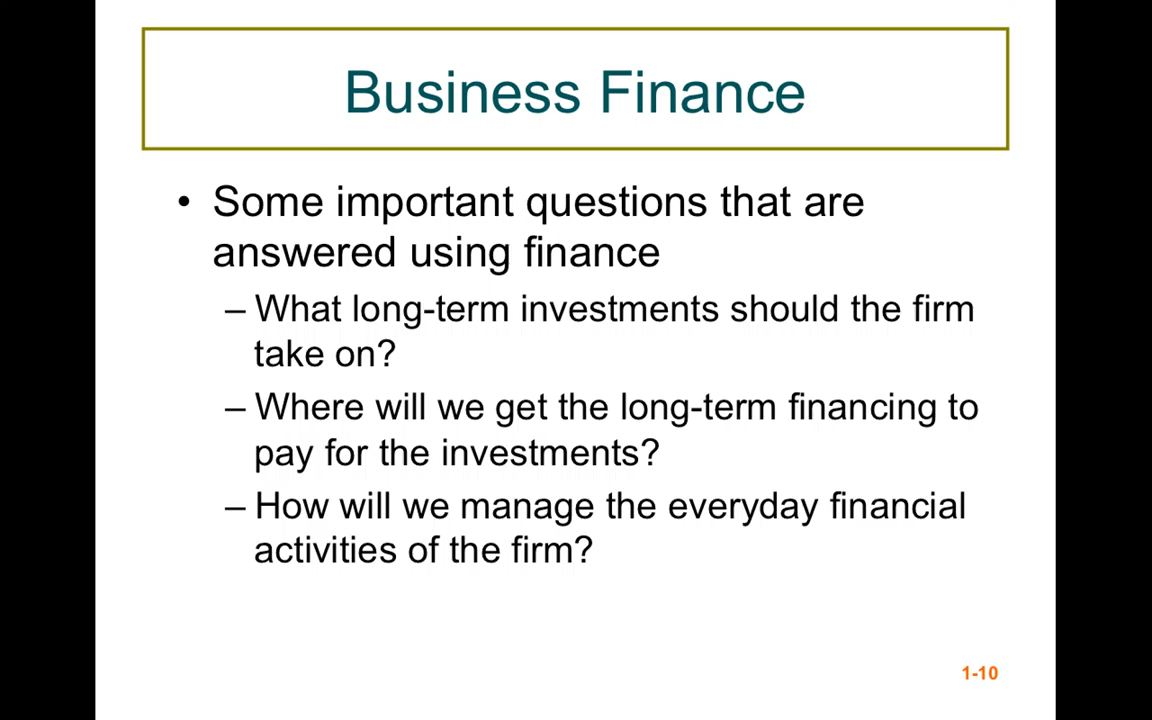 Business Finance
• Some important questions that are
answered using finance
– What long-term investments should the firm
take on?
– Where will we get the long-term financing to
pay for the investments?
– How will we manage the everyday financial
activities of the firm?
1-10